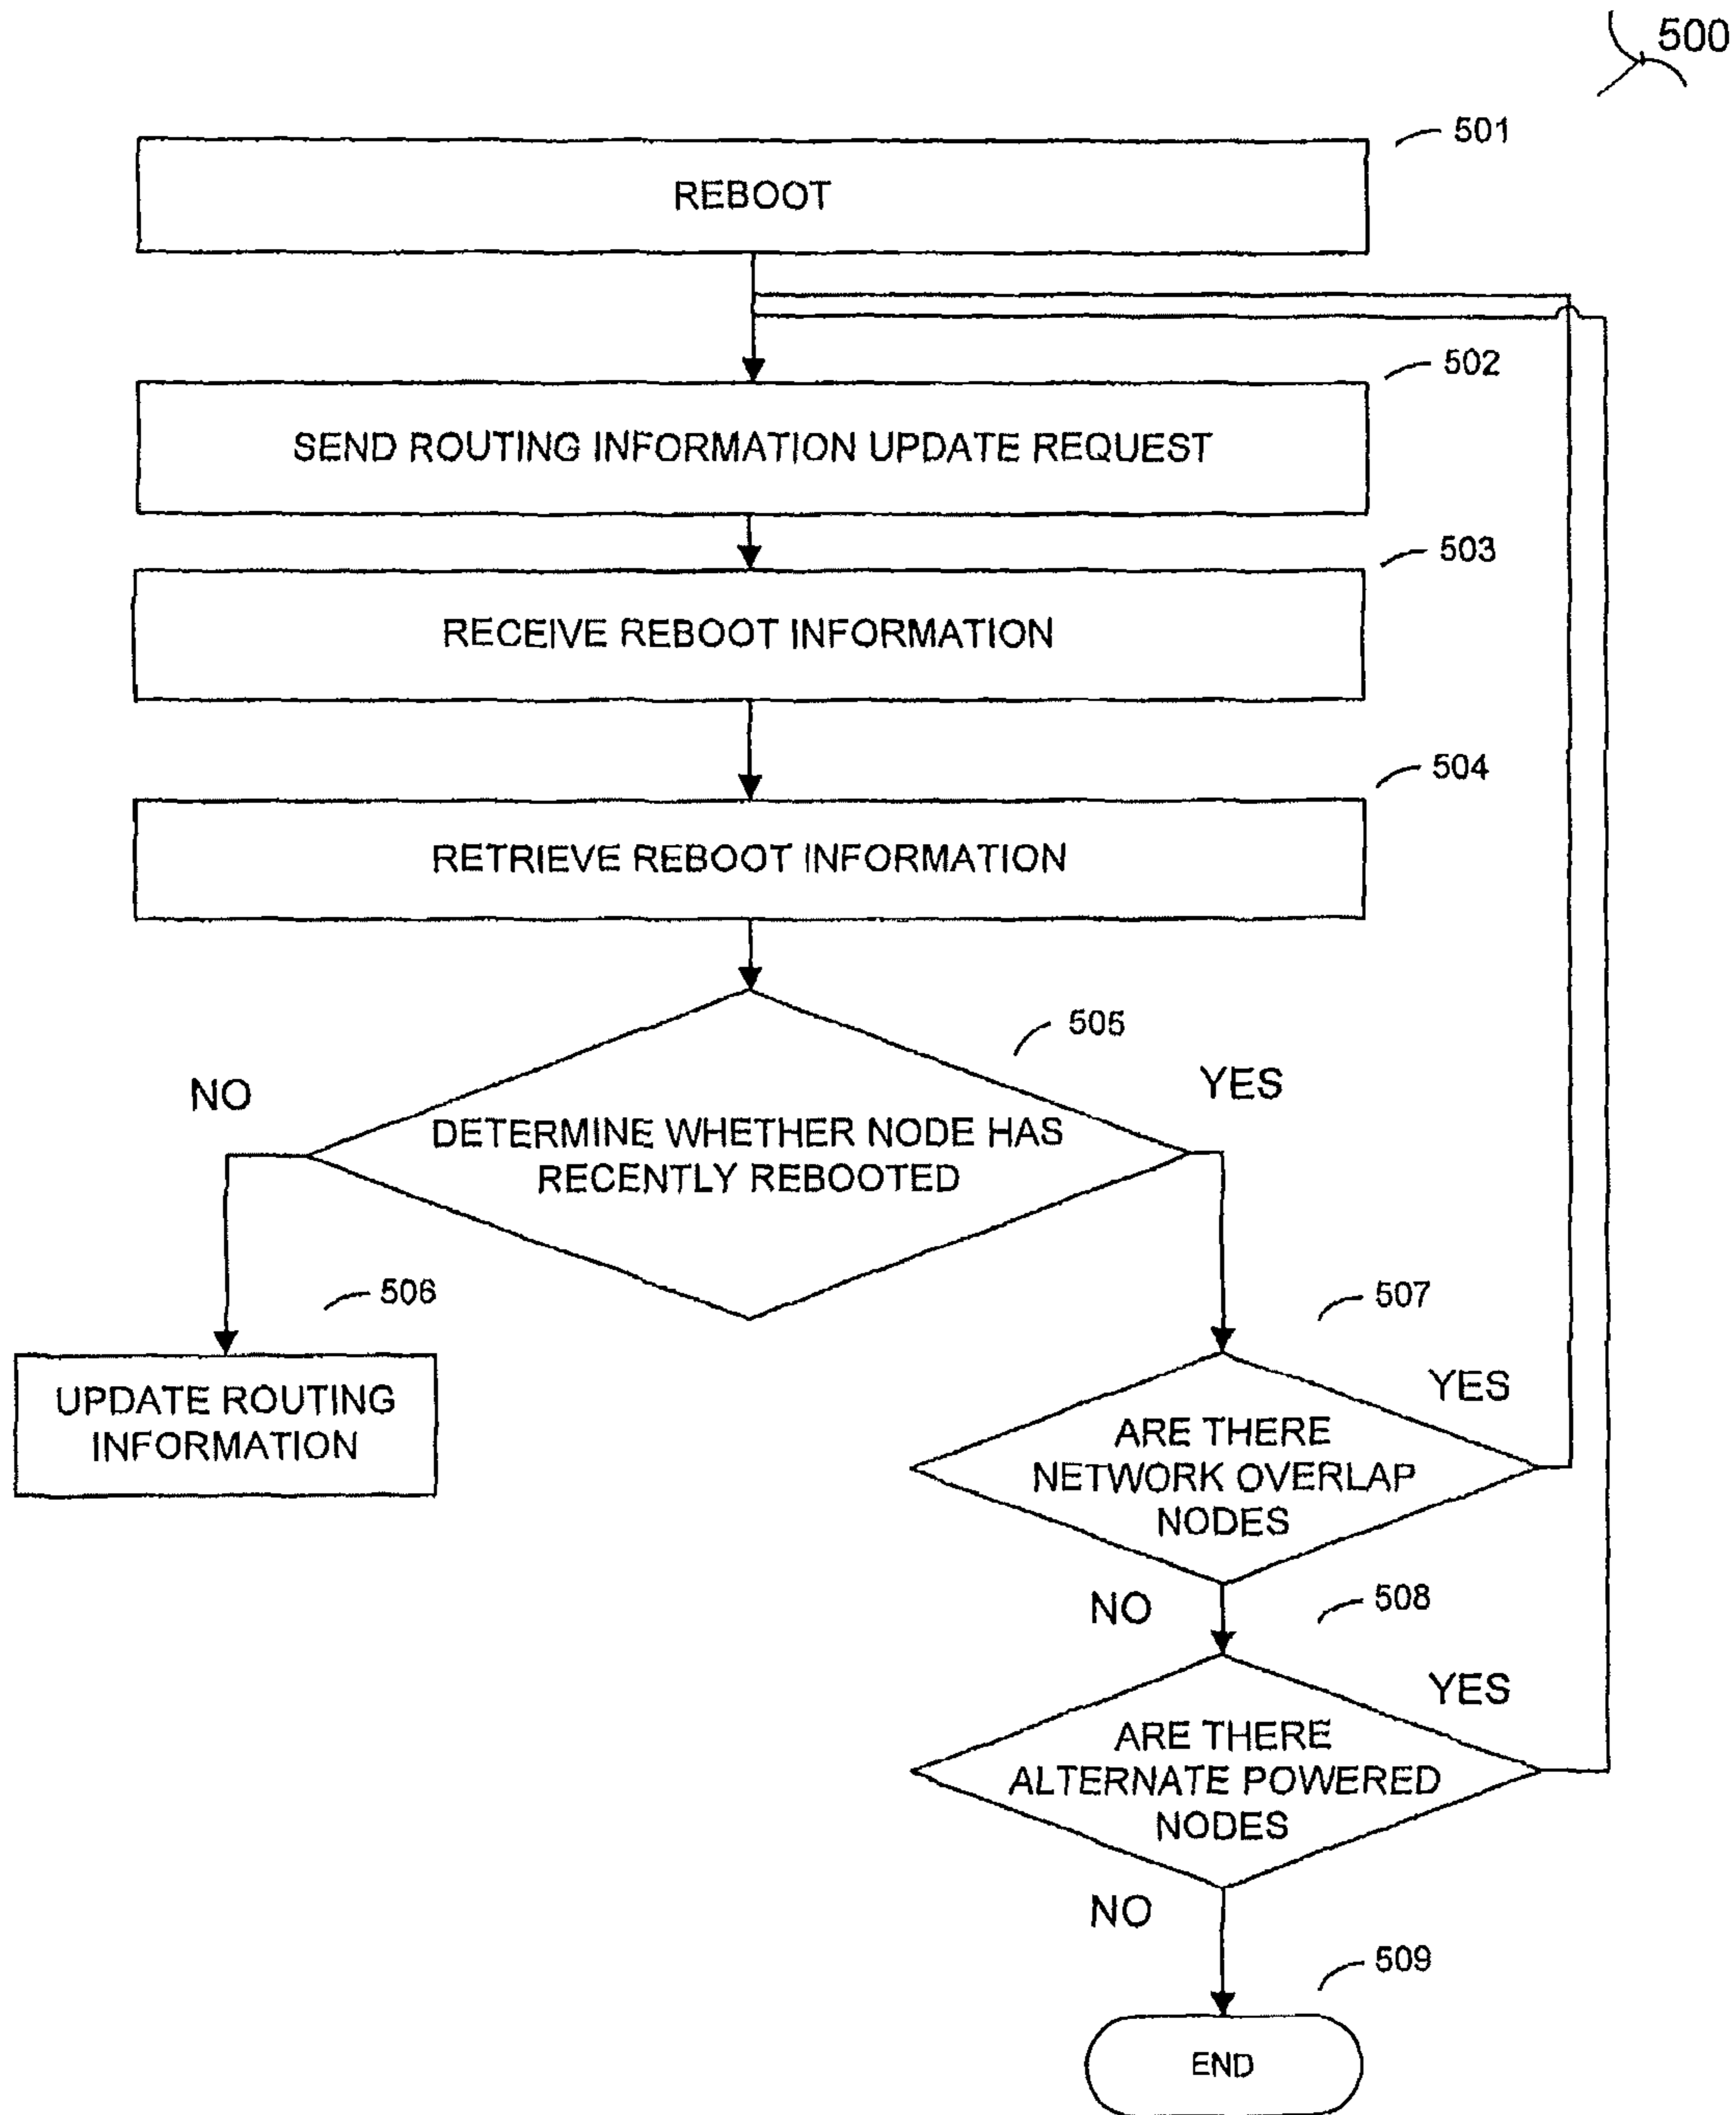 500
501
REBOOT
502
SEND ROUTING INFORMATION UPDATE REQUEST
503
RECEIVE REBOOT INFORMATION
504
RETRIEVE REBOOT INFORMATION
505
NO
YES
DETERMINE WHETHER NODE HAS
RECENTLY REBOOTED
506
UPDATE ROUTING
INFORMATION
507
YES
ARE THERE
NETWORK OVERLAP
NODES
NO
508
YES
ARE THERE
ALTERNATE POWERED
NODES
NO
509
END